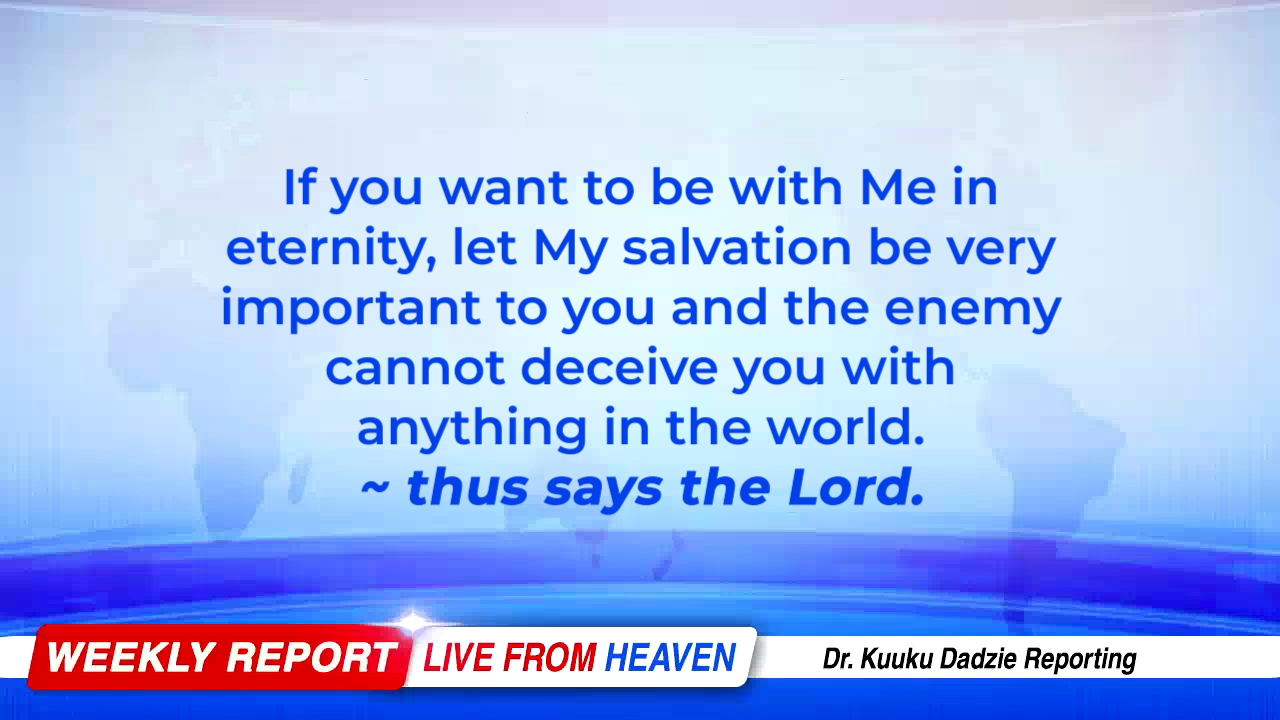 If you want to be with Me in
eternity, let My salvation be very
important to you and the enemy
cannot deceive you with
anything in the world.
~ thus says the Lord.
WEEKLY REPORT LIVE FROM HEAVEN Dr. Kuuku Dadzie Reporting